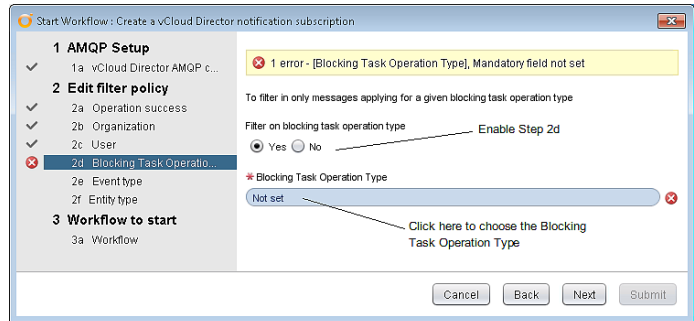 Start Workflow : Create a vCloud Director notification subscription
1 AMQP Setup
1a vCloud Director AMQP c...
2 Edit filter policy
2a Operation success
2b Organization
2c User
2d Blocking Task Operatio...
2e Event type
2f Entity type
3 Workflow to start
3a Workflow
1 error - [Blocking Task Operation Type], Mandatory field not set
To filter in only messages applying for a given blocking task operation type
Filter on blocking task operation type
Yes No
Enable Step 2d
* Blocking Task Operation Type
Not set
Click here to choose the Blocking
Task Operation Type
Cancel Back Next Submit